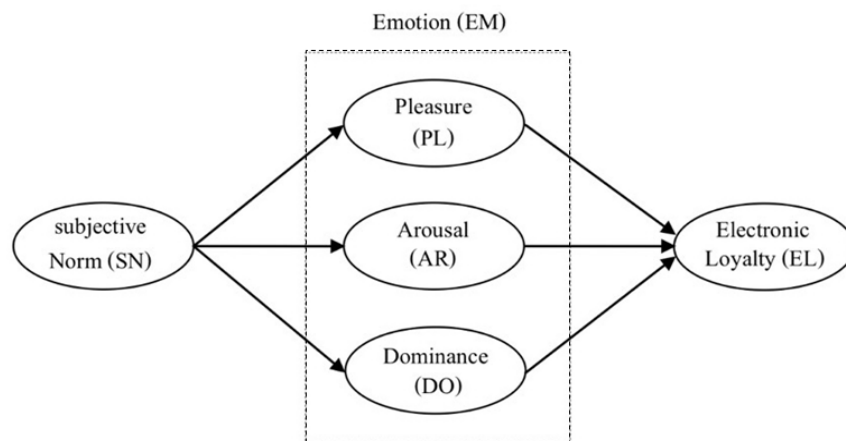 Emotion (EM)
Pleasure
(PL)
subjective
Norm (SN)
Arousal
(AR)
Electronic
Loyalty (EL)
Dominance
(DO)